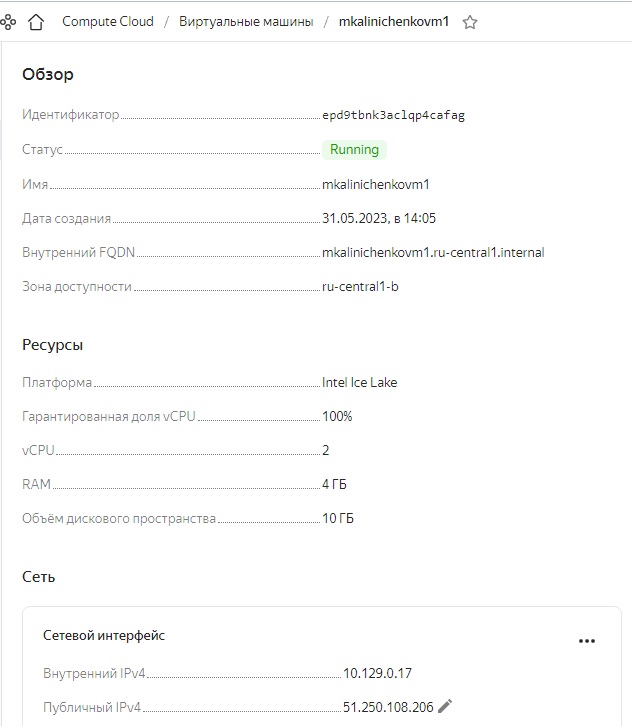 Compute Cloud / Виртуальные машины / mkalinichenkovm1
Обзор
Идентификатор epd9tbnk3aclqp4cafag
Статус Running
Имя mkalinichenkovm1
Дата создания 31.05.2023, в 14:05
Внутренний FQDN mkalinichenkovm1.ru-central1.internal
Зона доступности ru-central1-b
Ресурсы
Платформа Intel Ice Lake
Гарантированная доля vCPU 100%
vCPU 2
RAM 4 ГБ
Объём дискового пространства 10 ГБ
Сеть
Сетевой интерфейс
Внутренний IPv4 10.129.0.17
Публичный IPv4 51.250.108.206